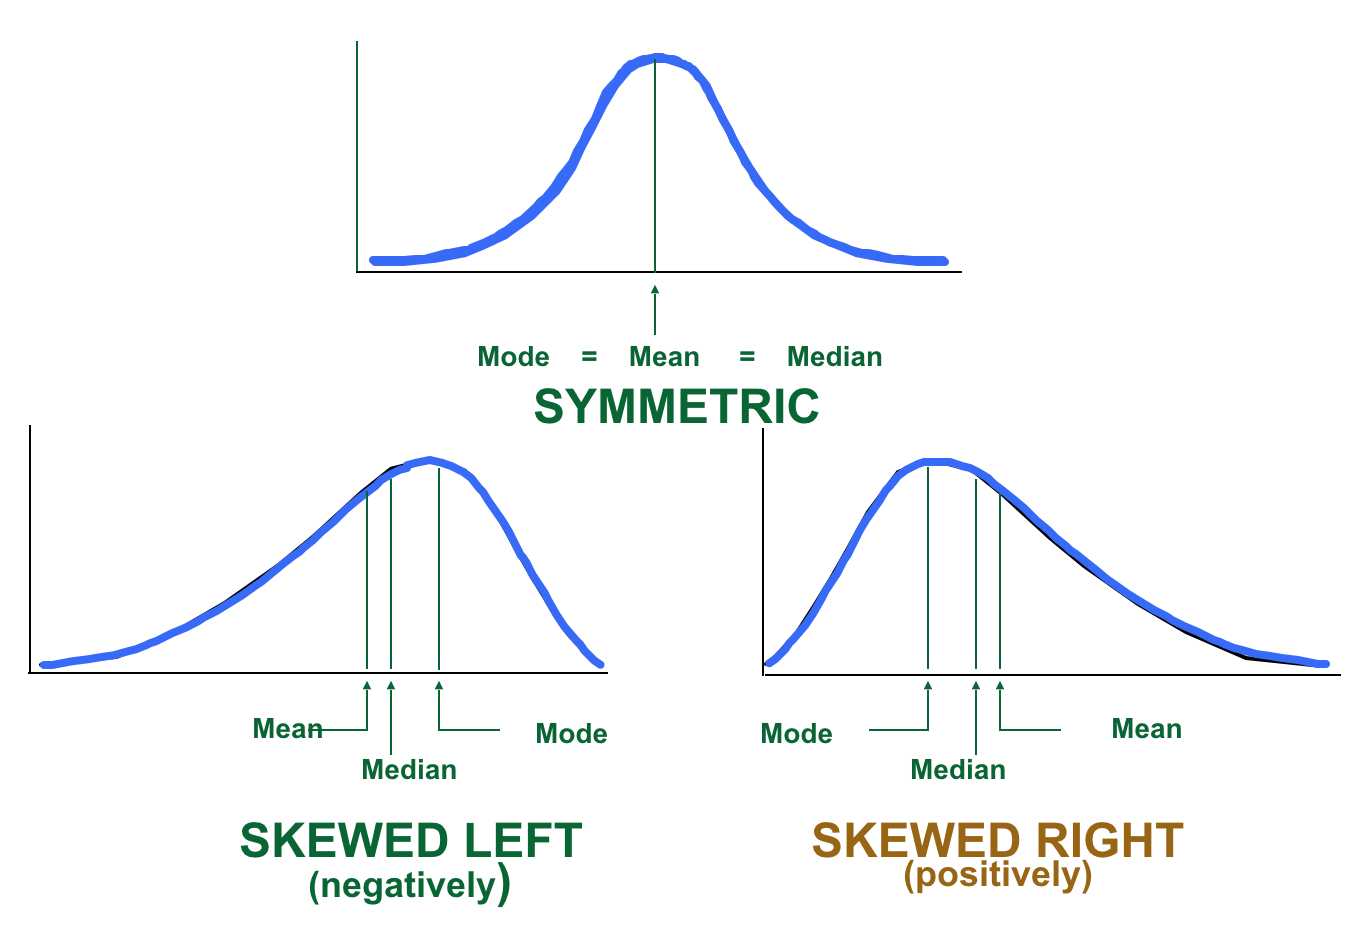 Mode = Mean = Median
SYMMETRIC
Mean
Mode
Median
SKEWED LEFT
(negatively)
Mode
Mean
Median
SKEWED RIGHT
(positively)